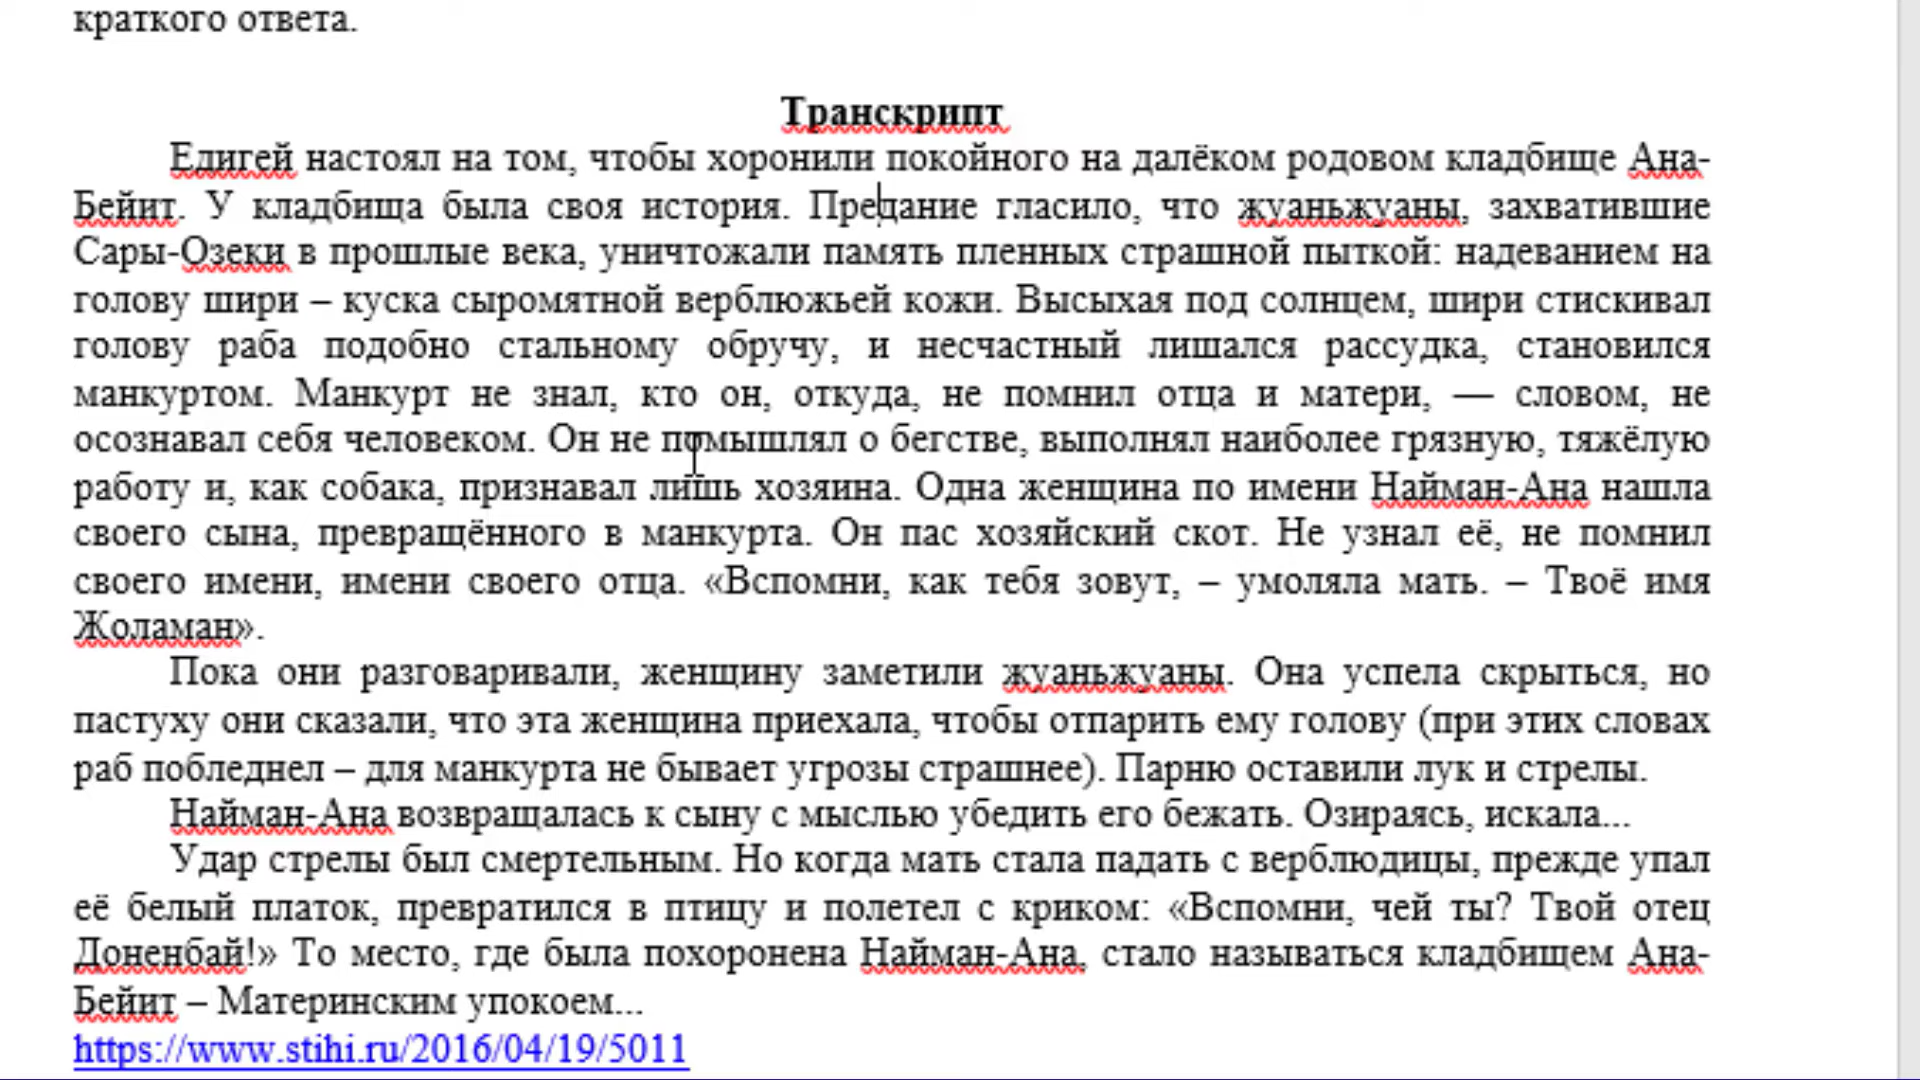 краткого ответа.
Транскрипт
Едигей настоял на том, чтобы хоронили покойного на далёком родовом кладбище Ана-
Бейит. У кладбища была своя история. Предание гласило, что жуаньжуаны, захватившие
Сары-Озеки в прошлые века, уничтожали память пленных страшной пыткой: надеванием на
голову шири – куска сыромятной верблюжьей кожи. Высыхая под солнцем, шири стискивал
голову раба подобно стальному обручу, и несчастный лишался рассудка, становился
манкуртом. Манкурт не знал, кто он, откуда, не помнил отца и матери, — словом, не
осознавал себя человеком. Он не помышлял о бегстве, выполнял наиболее грязную, тяжёлую
работу и, как собака, признавал лишь хозяина. Одна женщина по имени Найман-Ана нашла
своего сына, превращённого в манкурта. Он пас хозяйский скот. Не узнал её, не помнил
своего имени, имени своего отца. «Вспомни, как тебя зовут, – умоляла мать. – Твоё имя
Жоламан».
Пока они разговаривали, женщину заметили жуаньжуаны. Она успела скрыться, но
пастуху они сказали, что эта женщина приехала, чтобы отпарить ему голову (при этих словах
раб побледнел – для манкурта не бывает угрозы страшнее). Парню оставили лук и стрелы.
Найман-Ана возвращалась к сыну с мыслью убедить его бежать. Озираясь, искала...
Удар стрелы был смертельным. Но когда мать стала падать с верблюдицы, прежде упал
её белый платок, превратился в птицу и полетел с криком: «Вспомни, чей ты? Твой отец
Доненбай!» То место, где была похоронена Найман-Ана, стало называться кладбищем Ана-
Бейит – Материнским упокоем...
https://www.stihi.ru/2016/04/19/5011